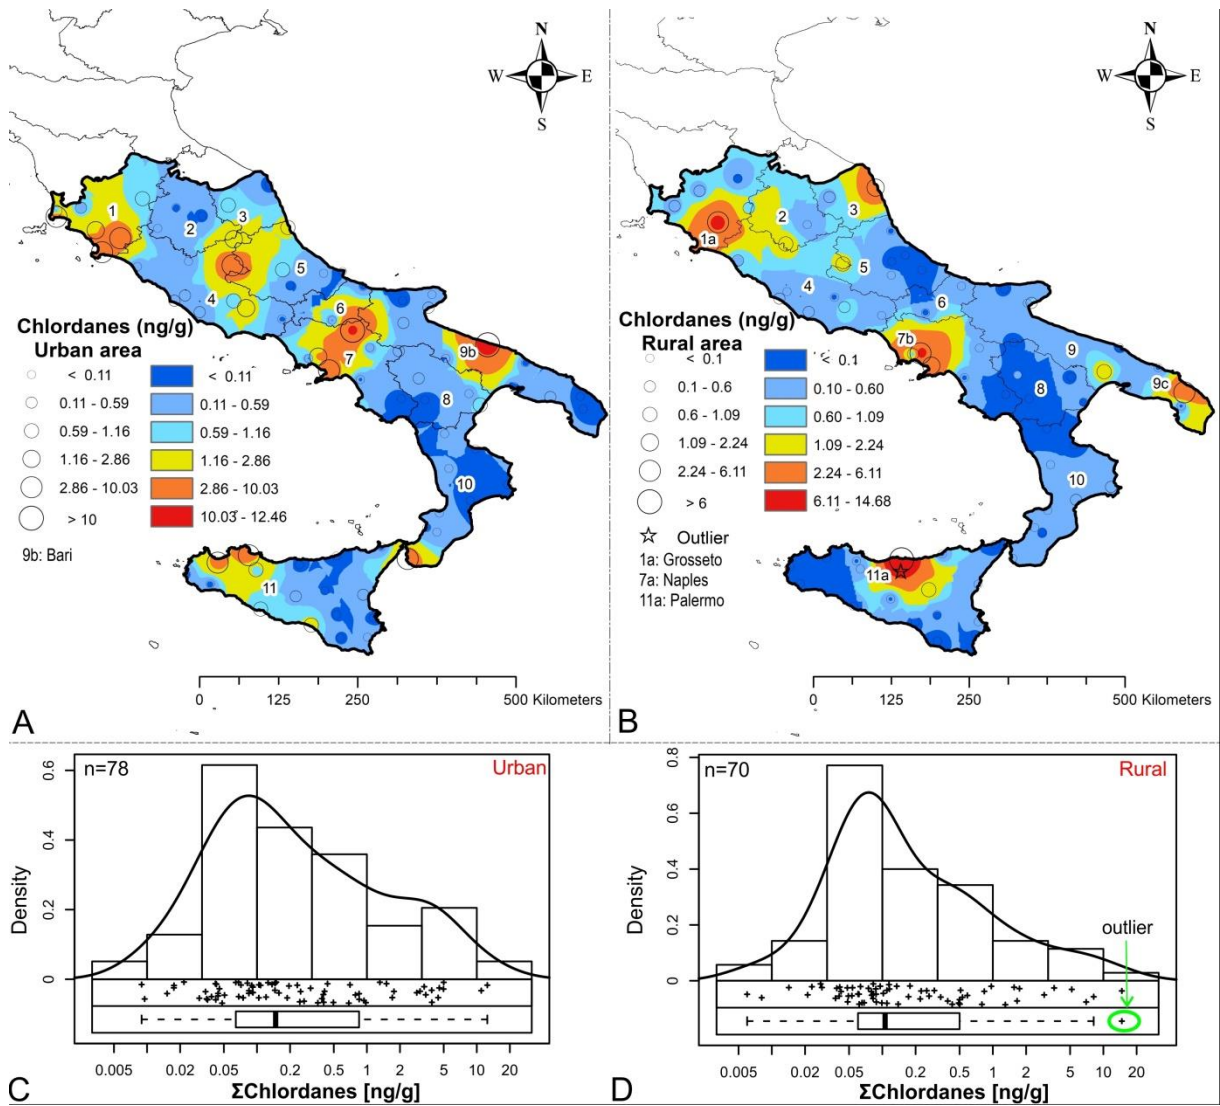 N
W E
S
1
2
3
4
5
6
7
8
9b
10
11
Chlordanes (ng/g)
Urban area
< 0.11 < 0.11
0.11 - 0.59 0.11 - 0.59
0.59 - 1.16 0.59 - 1.16
1.16 - 2.86 1.16 - 2.86
2.86 - 10.03 2.86 - 10.03
> 10 10.03 - 12.46
9b: Bari
0 125 250 500 Kilometers
A
N
W E
S
1a
2
3
4
5
6
7b
8
9
9c
10
11a
Chlordanes (ng/g)
Rural area
< 0.1 < 0.1
0.1 - 0.6 0.10 - 0.60
0.6 - 1.09 0.60 - 1.09
1.09 - 2.24 1.09 - 2.24
2.24 - 6.11 2.24 - 6.11
> 6 6.11 - 14.68
Outlier
1a: Grosseto
7a: Naples
11a: Palermo
0 125 250 500 Kilometers
B
n=78 Urban
Density
0 0.2 0.4 0.6
0.005 0.02 0.05 0.2 0.5 1 2 5 10 20
ΣChlordanes [ng/g]
C
n=70 Rural
outlier
Density
0 0.2 0.4 0.6 0.8
0.005 0.02 0.05 0.2 0.5 1 2 5 10 20
ΣChlordanes [ng/g]
D